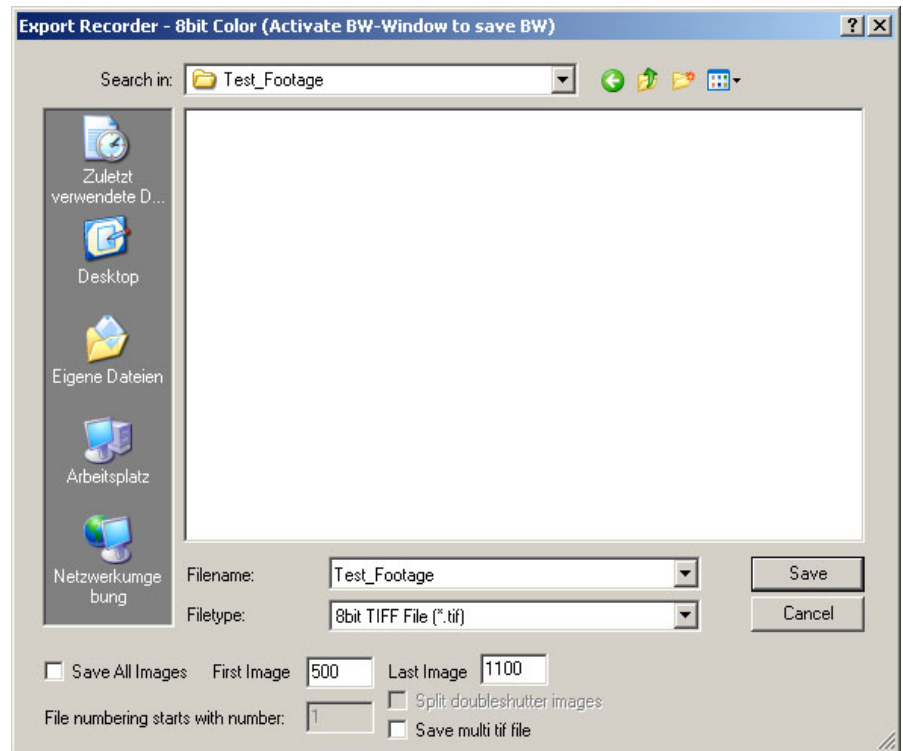 Export Recorder - 8bit Color (Activate BW-Window to save BW)
Search in: Test_Footage
Zuletzt
verwendete D...
Desktop
Eigene Dateien
Arbeitsplatz
Netzwerkumge
bung
Filename: Test_Footage Save
Filetype: 8bit TIFF File (*.tif) Cancel
Save All Images First Image 500 Last Image 1100
Split doubleshutter images
File numbering starts with number: 1
Save multi tif file